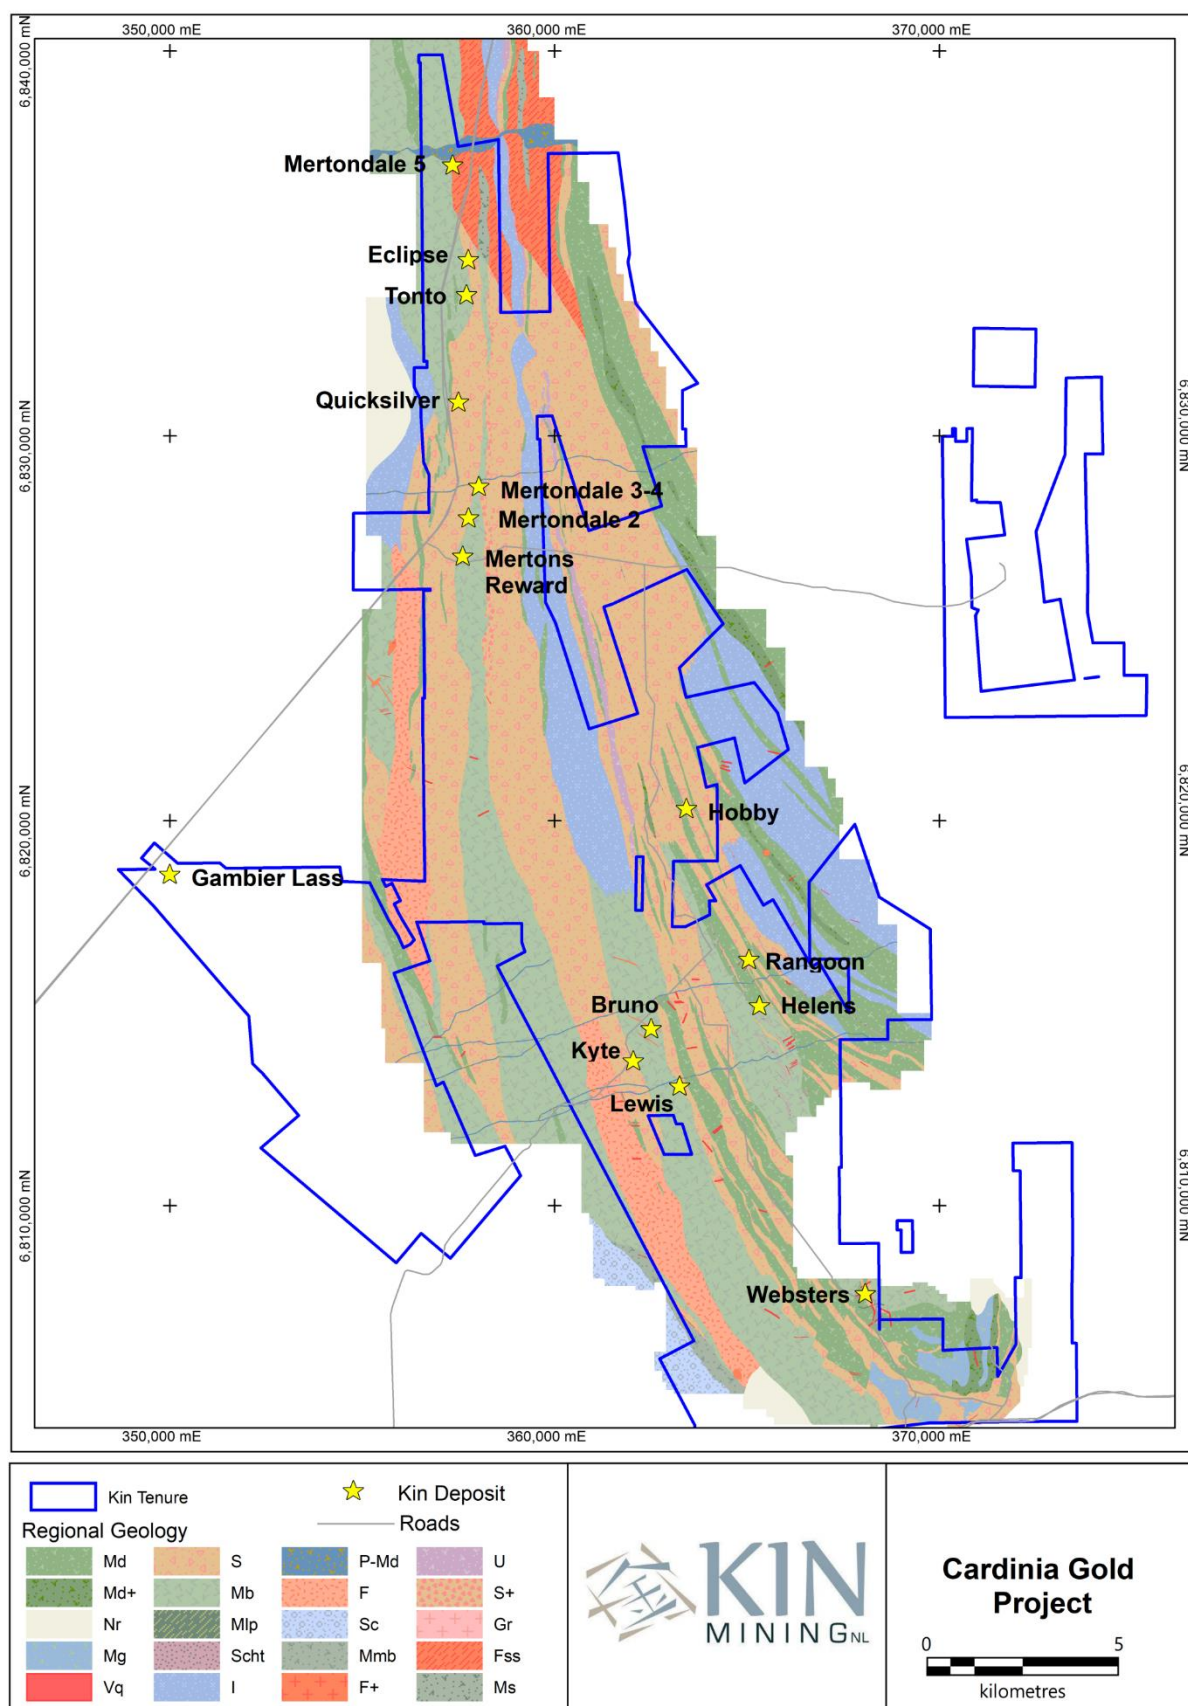 350,000 mE
360,000 mE
370,000 mE
6,840,000 mN
Mertondale 5
Eclipse
Tonto
Quicksilver
6,830,000 mN
6,830,000 mN
Mertondale 3-4
Mertondale 2
Mertons
Reward
Hobby
6,820,000 mN
6,820,000 mN
Gambier Lass
Rangoon
Helens
Bruno
Kyte
Lewis
6,810,000 mN
6,810,000 mN
Websters
350,000 mE
360,000 mE
370,000 mE
Kin Tenure
Kin Deposit
Roads
Regional Geology
Md
S
P-Md
U
Md+
Mb
F
S+
Nr
Mlp
Sc
Gr
Mg
Scht
Mmb
Fss
Vq
I
F+
Ms
KIN
MINING NL
Cardinia Gold
Project
0
5
kilometres